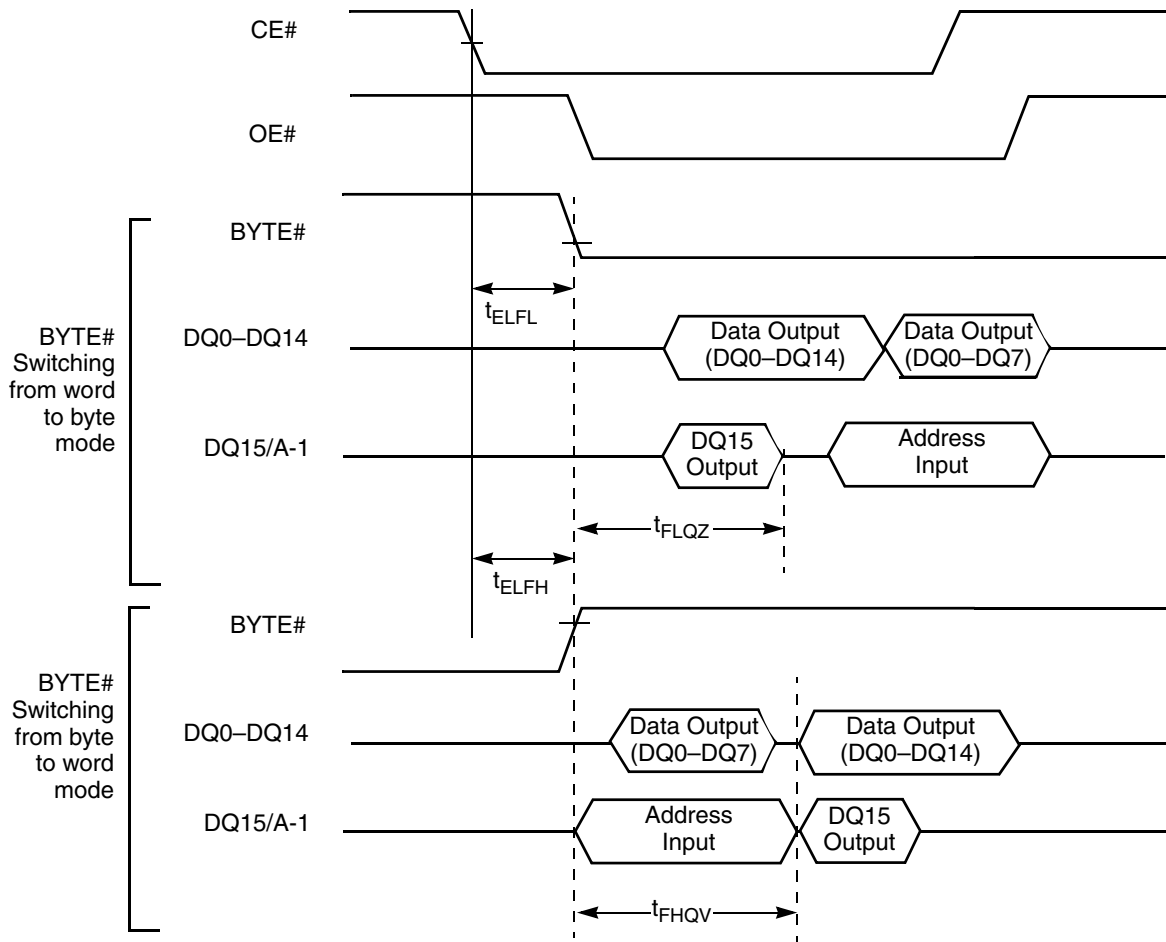 CE#
OE#
BYTE#
tELFL
BYTE#
Switching
from word
to byte
mode
DQ0–DQ14
Data Output
(DQ0–DQ14)
Data Output
(DQ0–DQ7)
DQ15/A-1
DQ15
Output
Address
Input
tFLQZ
tELFH
BYTE#
BYTE#
Switching
from byte
to word
mode
DQ0–DQ14
Data Output
(DQ0–DQ7)
Data Output
(DQ0–DQ14)
DQ15/A-1
Address
Input
DQ15
Output
tFHQV